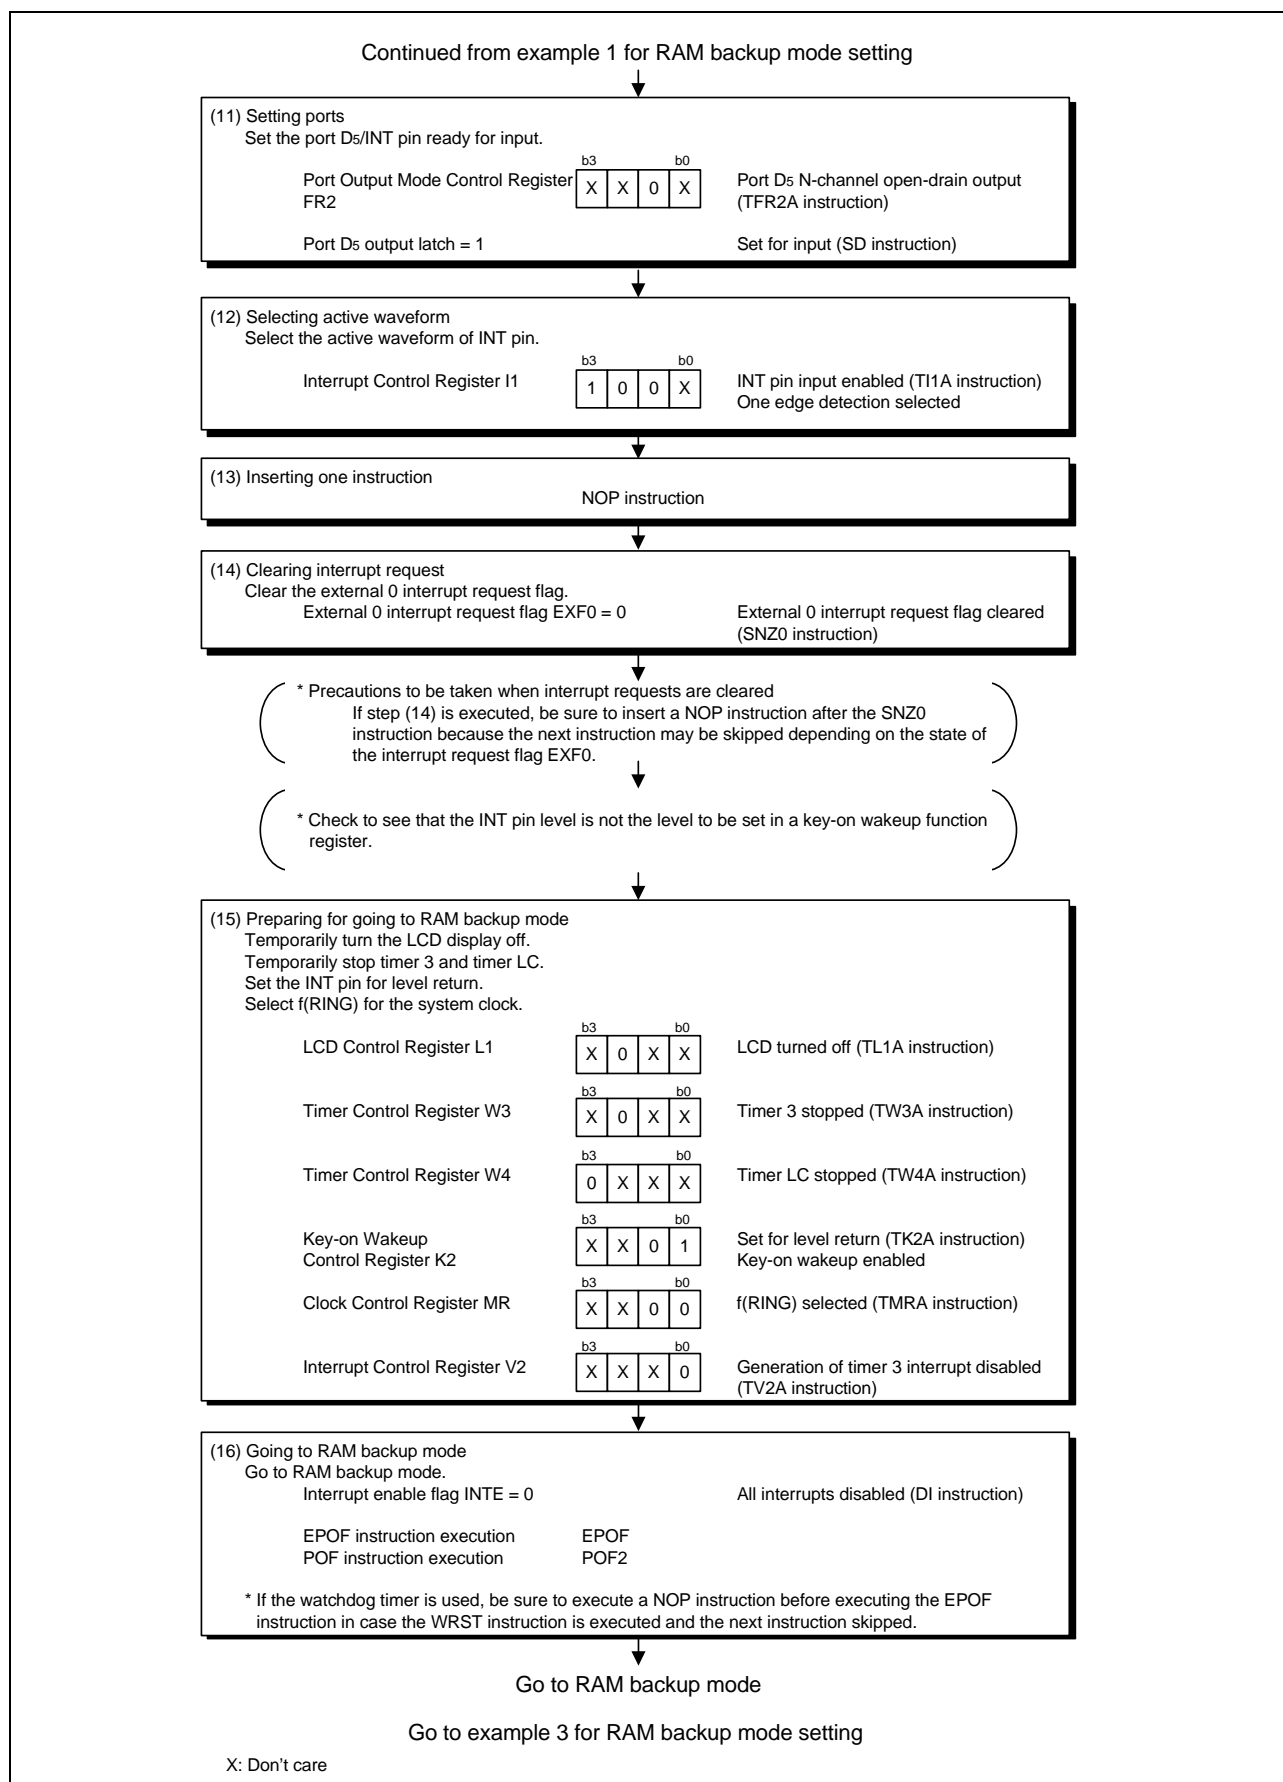 Continued from example 1 for RAM backup mode setting
(11) Setting ports
Set the port D5/INT pin ready for input.
b3 b0
Port Output Mode Control Register X X 0 X Port D5 N-channel open-drain output
FR2 (TFR2A instruction)
Port D5 output latch = 1 Set for input (SD instruction)
(12) Selecting active waveform
Select the active waveform of INT pin.
b3 b0
Interrupt Control Register I1 1 0 0 X INT pin input enabled (TI1A instruction)
One edge detection selected
(13) Inserting one instruction
NOP instruction
(14) Clearing interrupt request
Clear the external 0 interrupt request flag.
External 0 interrupt request flag EXF0 = 0 External 0 interrupt request flag cleared
(SNZ0 instruction)
* Precautions to be taken when interrupt requests are cleared
If step (14) is executed, be sure to insert a NOP instruction after the SNZ0
instruction because the next instruction may be skipped depending on the state of
the interrupt request flag EXF0.
* Check to see that the INT pin level is not the level to be set in a key-on wakeup function
register.
(15) Preparing for going to RAM backup mode
Temporarily turn the LCD display off.
Temporarily stop timer 3 and timer LC.
Set the INT pin for level return.
Select f(RING) for the system clock.
b3 b0
LCD Control Register L1 X 0 X X LCD turned off (TL1A instruction)
b3 b0
Timer Control Register W3 X 0 X X Timer 3 stopped (TW3A instruction)
b3 b0
Timer Control Register W4 0 X X X Timer LC stopped (TW4A instruction)
b3 b0
Key-on Wakeup X X 0 1 Set for level return (TK2A instruction)
Control Register K2 Key-on wakeup enabled
b3 b0
Clock Control Register MR X X 0 0 f(RING) selected (TMRA instruction)
b3 b0
Interrupt Control Register V2 X X X 0 Generation of timer 3 interrupt disabled
(TV2A instruction)
(16) Going to RAM backup mode
Go to RAM backup mode.
Interrupt enable flag INTE = 0 All interrupts disabled (DI instruction)
EPOF instruction execution EPOF
POF instruction execution POF2
* If the watchdog timer is used, be sure to execute a NOP instruction before executing the EPOF
instruction in case the WRST instruction is executed and the next instruction skipped.
Go to RAM backup mode
Go to example 3 for RAM backup mode setting
X: Don't care